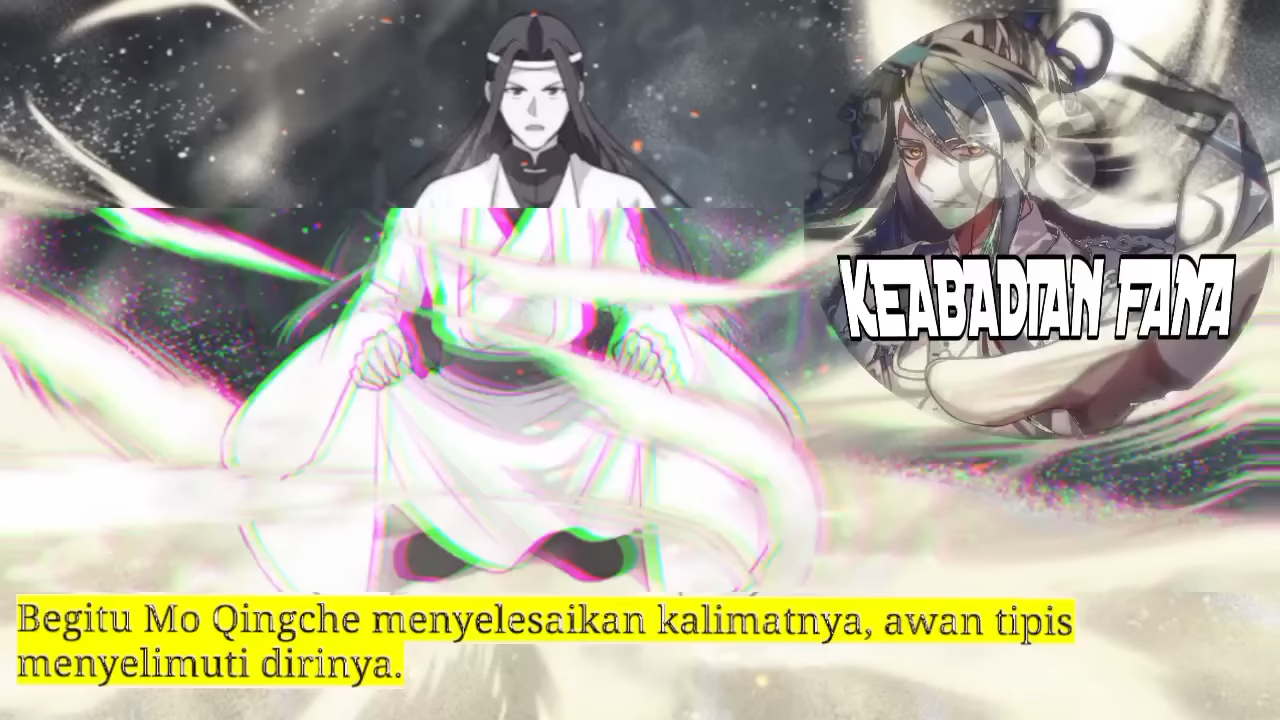 KEABADIAN FANA
Begitu Mo Qingche menyelesaikan kalimatnya, awan tipis
menyelimuti dirinya.